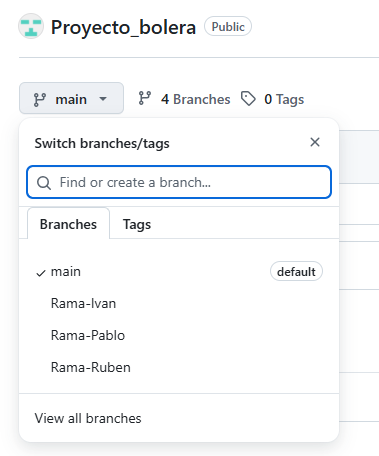 Proyecto_bolera Public
main 4 Branches 0 Tags
Switch branches/tags
Find or create a branch...
Branches Tags
main default
Rama-Ivan
Rama-Pablo
Rama-Ruben
View all branches